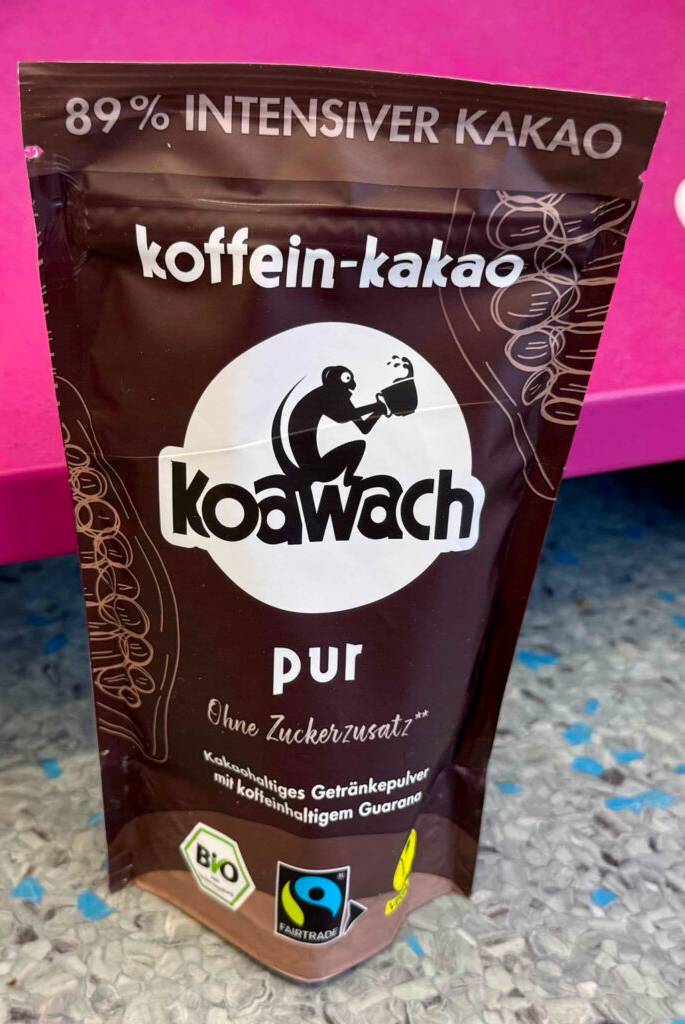 89% INTENSIVER KAKAO
koffein-kakao
koawach
pur
Ohne Zuckerzusatz**
Kakaohaltiges Getränkepulver
mit koffeinhaltigem Guarana
BiO
FAIRTRADE